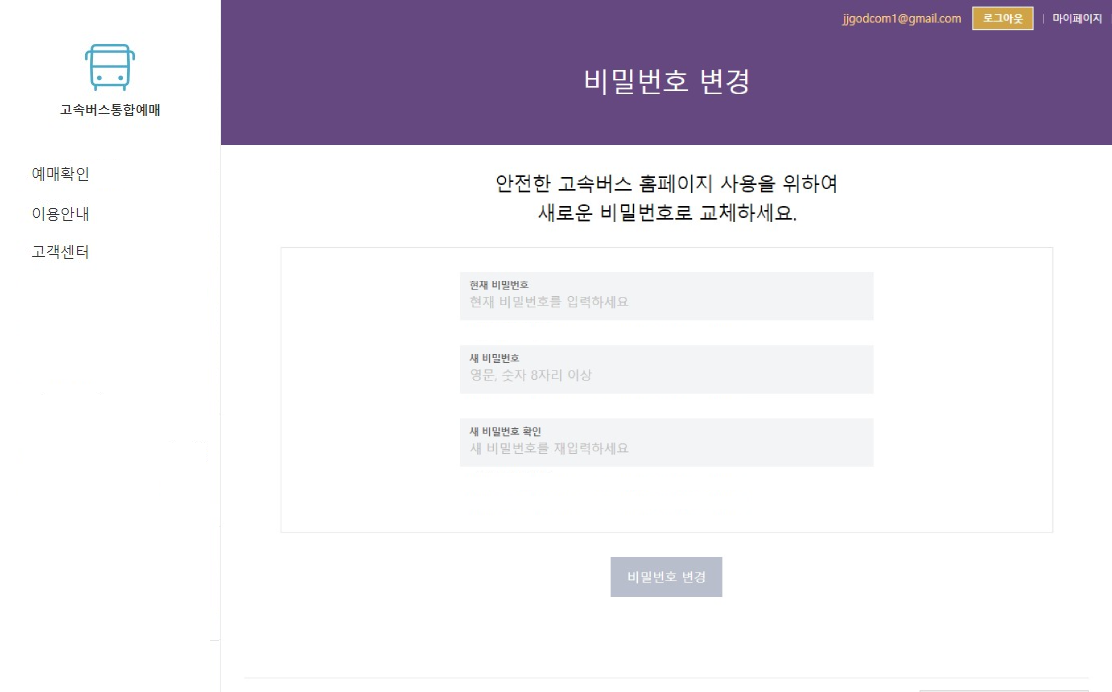 jjgodcom1@gmail.com 로그아웃 | 마이페이지
고속버스통합예매
예매확인
이용안내
고객센터
비밀번호 변경
안전한 고속버스 홈페이지 사용을 위하여
새로운 비밀번호로 교체하세요.
현재 비밀번호
현재 비밀번호를 입력하세요
새 비밀번호
영문, 숫자 8자리 이상
새 비밀번호 확인
새 비밀번호를 재입력하세요
비밀번호 변경